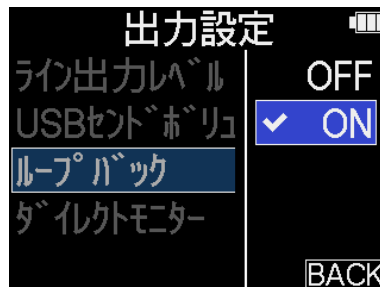 出力設定
ライン出力レベル
OFF
USBセンドボリュ
ON
ループバック
ダイレクトモニター
BACK